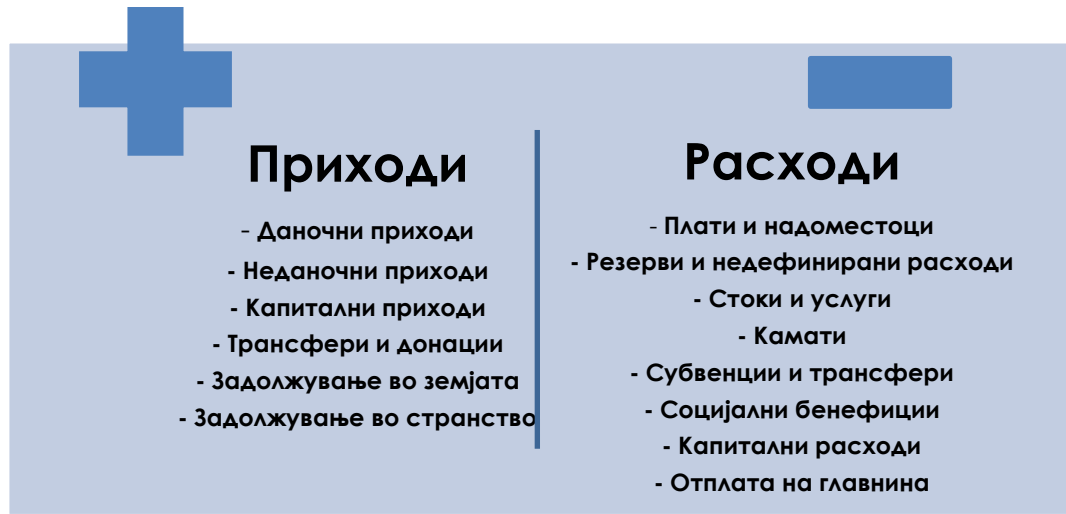 Приходи
- Даночни приходи
- Неданочни приходи
- Капитални приходи
- Трансфери и донации
- Задолжување во земјата
- Задолжување во странство
Расходи
- Плати и надоместоци
- Резерви и недефинирани расходи
- Стоки и услуги
- Камати
- Субвенции и трансфери
- Социјални бенефиции
- Капитални расходи
- Отплата на главнина